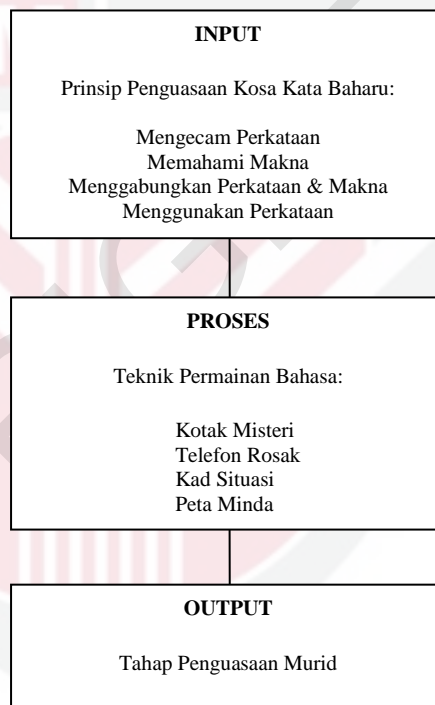 INPUT
Prinsip Penguasaan Kosa Kata Baharu:
Mengecam Perkataan
Memahami Makna
Menggabungkan Perkataan & Makna
Menggunakan Perkataan
PROSES
Teknik Permainan Bahasa:
Kotak Misteri
Telefon Rosak
Kad Situasi
Peta Minda
OUTPUT
Tahap Penguasaan Murid